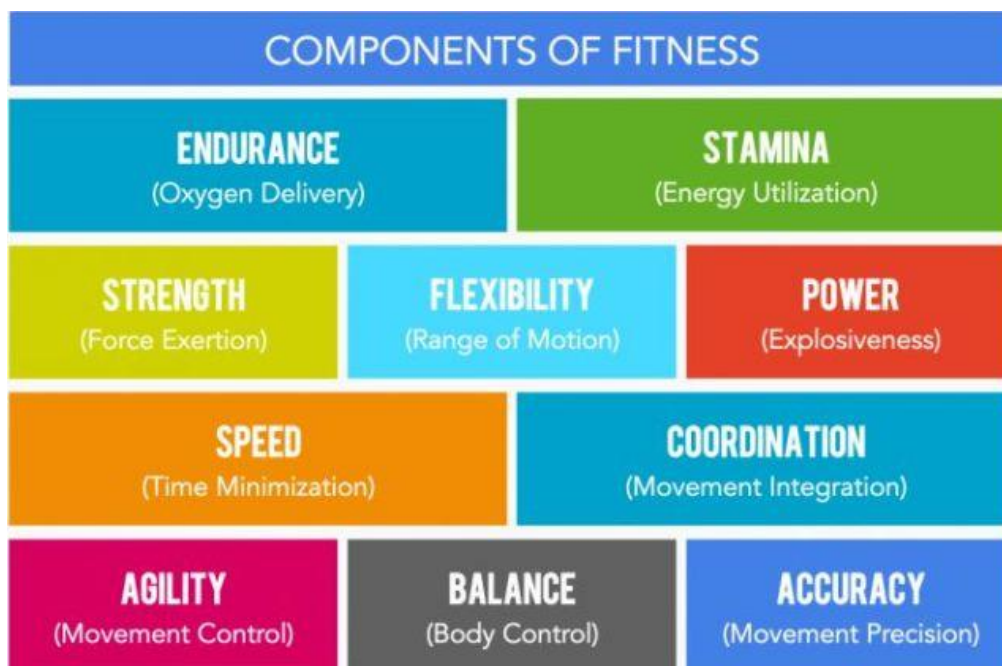 COMPONENTS OF FITNESS
ENDURANCE
(Oxygen Delivery)
STAMINA
(Energy Utilization)
STRENGTH
(Force Exertion)
FLEXIBILITY
(Range of Motion)
POWER
(Explosiveness)
SPEED
(Time Minimization)
COORDINATION
(Movement Integration)
AGILITY
(Movement Control)
BALANCE
(Body Control)
ACCURACY
(Movement Precision)